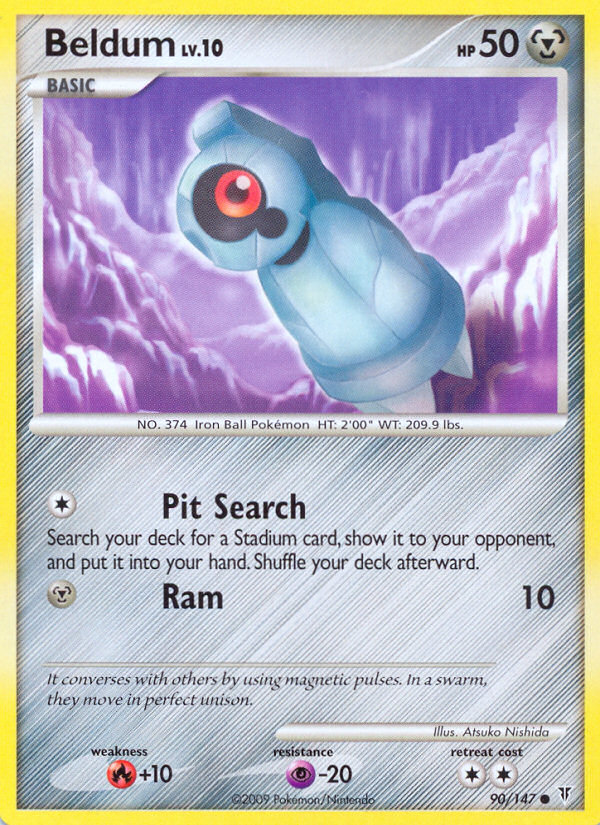 Beldum LV.10 HP 50
BASIC
NO. 374 Iron Ball Pokémon HT: 2'00" WT: 209.9 lbs.
Pit Search
Search your deck for a Stadium card, show it to your opponent,
and put it into your hand. Shuffle your deck afterward.
Ram 10
It converses with others by using magnetic pulses. In a swarm,
they move in perfect unison.
Illus. Atsuko Nishida
weakness resistance retreat cost
+10 -20
©2009 Pokémon/Nintendo 90/147